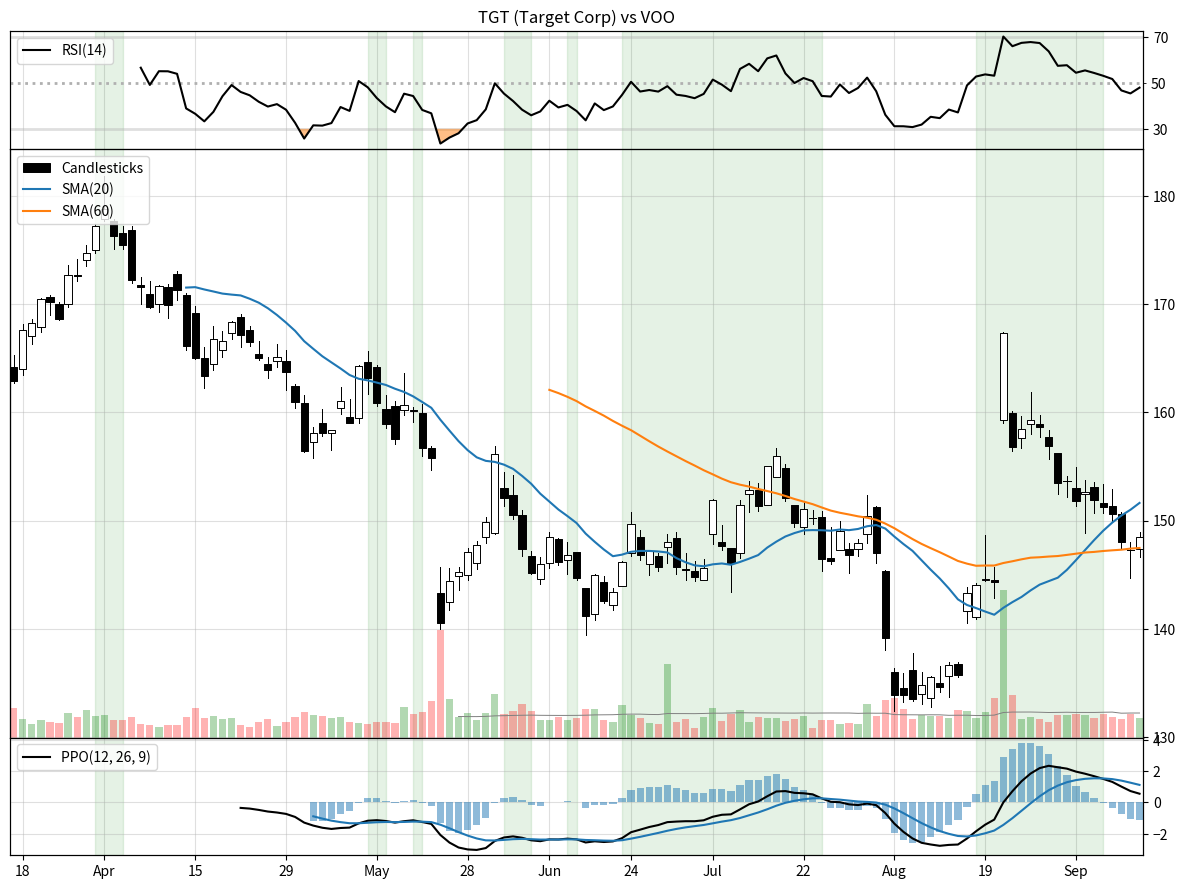 TGT (Target Corp) vs VOO
RSI(14)
70
50
30
Candlesticks
SMA(20)
SMA(60)
180
170
160
150
140
130
PPO(12, 26, 9)
4
2
0
−2
18 Apr 15 29 May 28 Jun 24 Jul 22 Aug 19 Sep